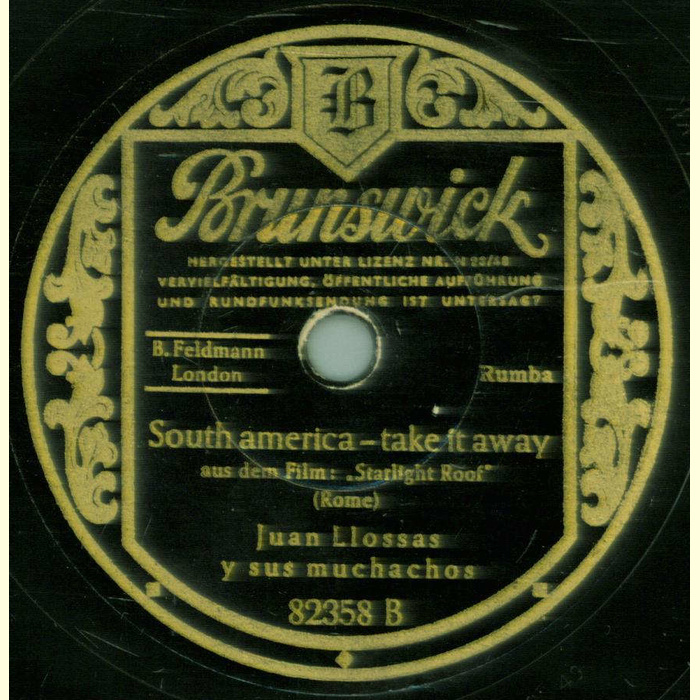 B
Brunswick
HERGESTELLT UNTER LIZENZ NR.
VERVIELFÄLTIGUNG, ÖFFENTLICHE AUFFÜHRUNG
UND RUNDFUNKSENDUNG IST UNTERSAGT
B. Feldmann
London
Rumba
South america - take it away
aus dem Film: „Starlight Roof"
(Rome)
Juan Llossas
y sus muchachos
82358 B